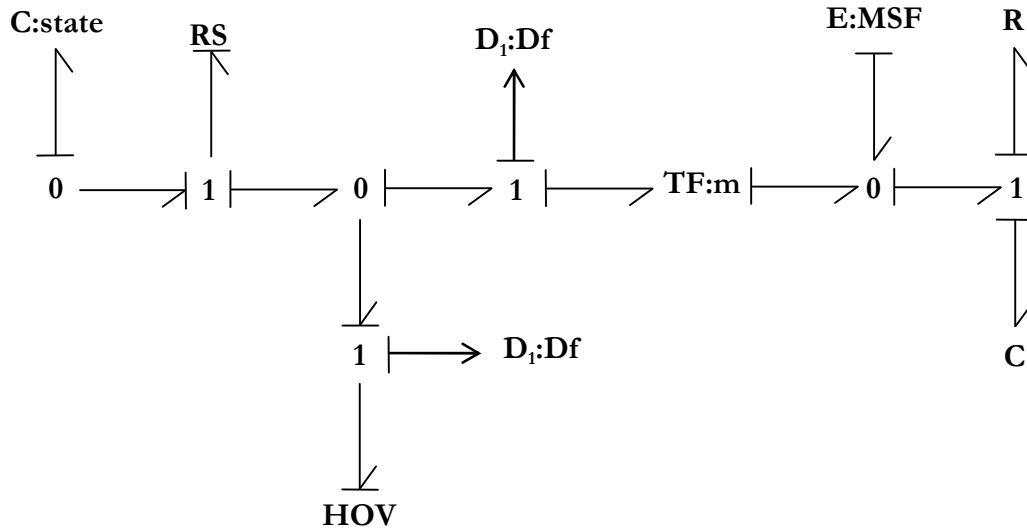 C:state RS D₁:Df E:MSF R
0 1 0 1 TF:m 0 1
1 D₁:Df C
HOV